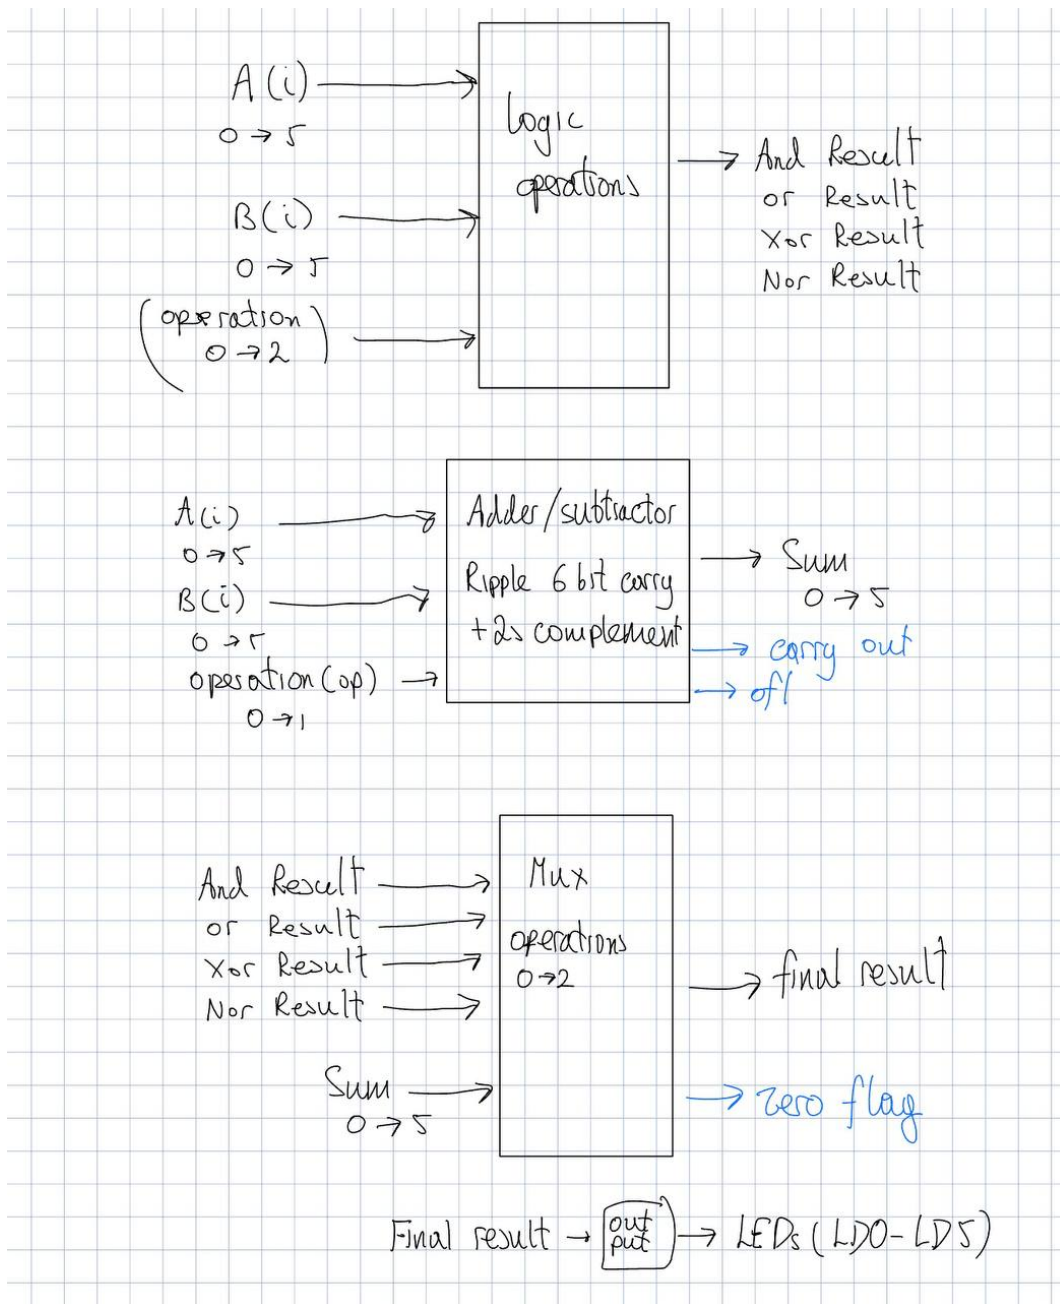 A(i)
0 → 5
B(i)
0 → 5
(operation
0 → 2)
Logic
operations
→ And Result
or Result
Xor Result
Nor Result
A(i)
0 → 5
B(i)
0 → 5
operation(op)
0 → 1
Adder/subtractor
Ripple 6 bit carry
+2s complement
→ Sum
0 → 5
→ carry out
→ ofl
And Result
or Result
Xor Result
Nor Result
Sum
0 → 5
Mux
operations
0 → 2
→ final result
→ zero flag
Final result → out put → LEDs (LD0-LD5)